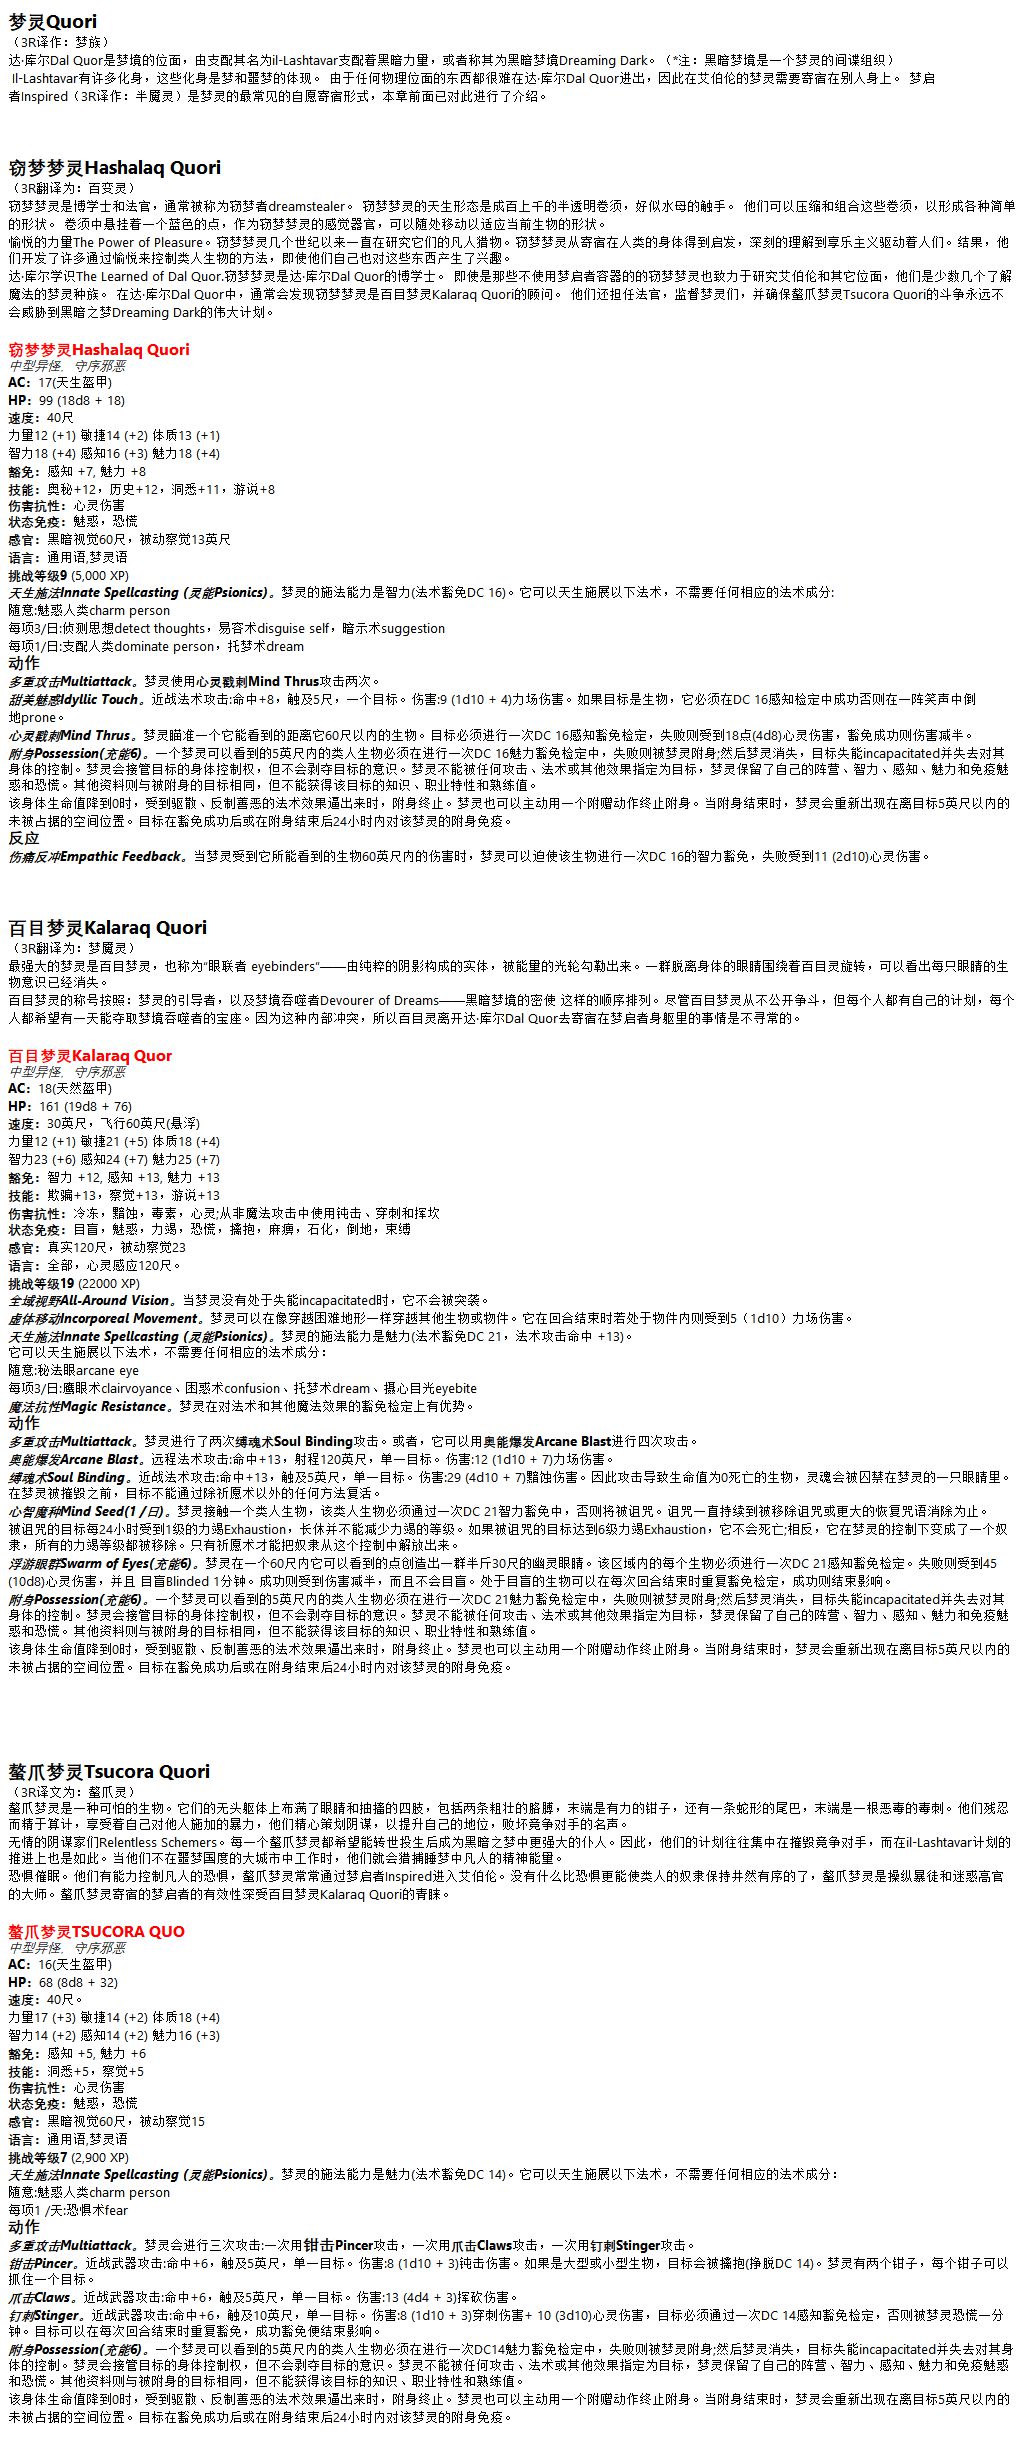 梦灵Quori
（3R译作：梦族）
达·库尔Dal Quor是梦境的位面，由支配其名为il-Lashtavar支配着黑暗力量，或者称其为黑暗梦境Dreaming Dark。（*注：黑暗梦境是一个梦灵的间谍组织）
Il-Lashtavar有许多化身，这些化身是梦和噩梦的体现。 由于任何物理位面的东西都很难在达·库尔Dal Quor进出，因此在艾伯伦的梦灵需要寄宿在别人身上。 梦启
者Inspired（3R译作：半魇灵）是梦灵的最常见的自愿寄宿形式，本章前面已对此进行了介绍。
窃梦梦灵Hashalaq Quori
（3R翻译为：百变灵）
窃梦梦灵是博学士和法官，通常被称为窃梦者dreamstealer。 窃梦梦灵的天生形态是成百上千的半透明卷须，好似水母的触手。 他们可以压缩和组合这些卷须，以形成各种简单
的形状。 卷须中悬挂着一个蓝色的点，作为窃梦梦灵的感觉器官，可以随处移动以适应当前生物的形状。
愉悦的力量The Power of Pleasure。窃梦梦灵几个世纪以来一直在研究它们的凡人猎物。窃梦梦灵从寄宿在人类的身体得到启发，深刻的理解到享乐主义驱动着人们。结果，他
们开发了许多通过愉悦来控制类人生物的方法，即使他们自己也对这些东西产生了兴趣。
达·库尔学识The Learned of Dal Quor.窃梦梦灵是达·库尔Dal Quor的博学士。 即使是那些不使用梦启者容器的的窃梦梦灵也致力于研究艾伯伦和其它位面，他们是少数几个了解
魔法的梦灵种族。 在达·库尔Dal Quor中，通常会发现窃梦梦灵是百目梦灵Kalaraq Quori的顾问。 他们还担任法官，监督梦灵们，并确保螯爪梦灵Tsucora Quori的斗争永远不
会威胁到黑暗之梦Dreaming Dark的伟大计划。
窃梦梦灵Hashalaq Quori
中型异怪，守序邪恶
AC：17(天生盔甲)
HP：99 (18d8 + 18)
速度：40尺
力量12 (+1) 敏捷14 (+2) 体质13 (+1)
智力18 (+4) 感知16 (+3) 魅力18 (+4)
豁免：感知 +7, 魅力 +8
技能：奥秘+12，历史+12，洞悉+11，游说+8
伤害抗性：心灵伤害
状态免疫：魅惑，恐慌
感官：黑暗视觉60尺，被动察觉13英尺
语言：通用语,梦灵语
挑战等级9 (5,000 XP)
天生施法Innate Spellcasting (灵能Psionics)。梦灵的施法能力是智力(法术豁免DC 16)。它可以天生施展以下法术，不需要任何相应的法术成分:
随意:魅惑人类charm person
每项3/日:侦测思想detect thoughts，易容术disguise self，暗示术suggestion
每项1/日:支配人类dominate person，托梦术dream
动作
多重攻击Multiattack。梦灵使用心灵戳刺Mind Thrus攻击两次。
甜美魅惑Idyllic Touch。近战法术攻击:命中+8，触及5尺，一个目标。伤害:9 (1d10 + 4)力场伤害。如果目标是生物，它必须在DC 16感知检定中成功否则在一阵笑声中倒
地prone。
心灵戳刺Mind Thrus。梦灵瞄准一个它能看到的距离它60尺以内的生物。目标必须进行一次DC 16感知豁免检定，失败则受到18点(4d8)心灵伤害，豁免成功则伤害减半。
附身Possession(充能6)。一个梦灵可以看到的5英尺内的类人生物必须在进行一次DC 16魅力豁免检定中，失败则被梦灵附身;然后梦灵消失，目标失能incapacitated并失去对其
身体的控制。梦灵会接管目标的身体控制权，但不会剥夺目标的意识。梦灵不能被任何攻击、法术或其他效果指定为目标，梦灵保留了自己的阵营、智力、感知、魅力和免疫魅
惑和恐慌。其他资料则与被附身的目标相同，但不能获得该目标的知识、职业特性和熟练值。
该身体生命值降到0时，受到驱散、反制善恶的法术效果逼出来时，附身终止。梦灵也可以主动用一个附赠动作终止附身。当附身结束时，梦灵会重新出现在离目标5英尺以内的
未被占据的空间位置。目标在豁免成功后或在附身结束后24小时内对该梦灵的附身免疫。
反应
伤痛反冲Empathic Feedback。当梦灵受到它所能看到的生物60英尺内的伤害时，梦灵可以迫使该生物进行一次DC 16的智力豁免，失败受到11 (2d10)心灵伤害。
百目梦灵Kalaraq Quori
（3R翻译为：梦魇灵）
最强大的梦灵是百目梦灵，也称为“眼联者 eyebinders”——由纯粹的阴影构成的实体，被能量的光轮勾勒出来。一群脱离身体的眼睛围绕着百目灵旋转，可以看出每只眼睛的生
物意识已经消失。
百目梦灵的称号按照：梦灵的引导者，以及梦境吞噬者Devourer of Dreams——黑暗梦境的密使 这样的顺序排列。尽管百目梦灵从不公开争斗，但每个人都有自己的计划，每个
人都希望有一天能夺取梦境吞噬者的宝座。因为这种内部冲突，所以百目灵离开达·库尔Dal Quor去寄宿在梦启者身躯里的事情是不寻常的。
百目梦灵Kalaraq Quor
中型异怪，守序邪恶
AC：18(天然盔甲)
HP：161 (19d8 + 76)
速度：30英尺，飞行60英尺(悬浮)
力量12 (+1) 敏捷21 (+5) 体质18 (+4)
智力23 (+6) 感知24 (+7) 魅力25 (+7)
豁免：智力 +12, 感知 +13, 魅力 +13
技能：欺骗+13，察觉+13，游说+13
伤害抗性：冷冻，黯蚀，毒素，心灵;从非魔法攻击中使用钝击、穿刺和挥坎
状态免疫：目盲，魅惑，力竭，恐慌，擒抱，麻痹，石化，倒地，束缚
感官：真实120尺，被动察觉23
语言：全部，心灵感应120尺。
挑战等级19 (22000 XP)
全域视野All-Around Vision。当梦灵没有处于失能incapacitated时，它不会被突袭。
虚体移动Incorporeal Movement。梦灵可以在像穿越困难地形一样穿越其他生物或物件。它在回合结束时若处于物件内则受到5（1d10）力场伤害。
天生施法Innate Spellcasting (灵能Psionics)。梦灵的施法能力是魅力(法术豁免DC 21，法术攻击命中 +13)。
它可以天生施展以下法术，不需要任何相应的法术成分：
随意:秘法眼arcane eye
每项3/日:鹰眼术clairvoyance、困惑术confusion、托梦术dream、摄心目光eyebite
魔法抗性Magic Resistance。梦灵在对法术和其他魔法效果的豁免检定上有优势。
动作
多重攻击Multiattack。梦灵进行了两次缚魂术Soul Binding攻击。或者，它可以用奥能爆发Arcane Blast进行四次攻击。
奥能爆发Arcane Blast。远程法术攻击:命中+13，射程120英尺，单一目标。伤害:12 (1d10 + 7)力场伤害。
缚魂术Soul Binding。近战法术攻击:命中+13，触及5英尺，单一目标。伤害:29 (4d10 + 7)黯蚀伤害。因此攻击导致生命值为0死亡的生物，灵魂会被囚禁在梦灵的一只眼睛里。
在梦灵被摧毁之前，目标不能通过除祈愿术以外的任何方法复活。
心智魔种Mind Seed(1 /日)。梦灵接触一个类人生物，该类人生物必须通过一次DC 21智力豁免中，否则将被诅咒。诅咒一直持续到被移除诅咒或更大的恢复咒语消除为止。
被诅咒的目标每24小时受到1级的力竭Exhaustion，长休并不能减少力竭的等级。如果被诅咒的目标达到6级力竭Exhaustion，它不会死亡;相反，它在梦灵的控制下变成了一个奴
隶，所有的力竭等级都被移除。只有祈愿术才能把奴隶从这个控制中解放出来。
浮游眼群Swarm of Eyes(充能6)。梦灵在一个60尺内它可以看到的点创造出一群半斤30尺的幽灵眼睛。该区域内的每个生物必须进行一次DC 21感知豁免检定。失败则受到45
(10d8)心灵伤害，并且 目盲Blinded 1分钟。成功则受到伤害减半，而且不会目盲。处于目盲的生物可以在每次回合结束时重复豁免检定，成功则结束影响。
附身Possession(充能6)。一个梦灵可以看到的5英尺内的类人生物必须在进行一次DC 21魅力豁免检定中，失败则被梦灵附身;然后梦灵消失，目标失能incapacitated并失去对其
身体的控制。梦灵会接管目标的身体控制权，但不会剥夺目标的意识。梦灵不能被任何攻击、法术或其他效果指定为目标，梦灵保留了自己的阵营、智力、感知、魅力和免疫魅
惑和恐慌。其他资料则与被附身的目标相同，但不能获得该目标的知识、职业特性和熟练值。
该身体生命值降到0时，受到驱散、反制善恶的法术效果逼出来时，附身终止。梦灵也可以主动用一个附赠动作终止附身。当附身结束时，梦灵会重新出现在离目标5英尺以内的
未被占据的空间位置。目标在豁免成功后或在附身结束后24小时内对该梦灵的附身免疫。
螯爪梦灵Tsucora Quori
（3R译文为：螯爪灵）
螯爪梦灵是一种可怕的生物。它们的无头躯体上布满了眼睛和抽搐的四肢，包括两条粗壮的胳膊，末端是有力的钳子，还有一条蛇形的尾巴，末端是一根恶毒的毒刺。他们残忍
而精于算计，享受着自己对他人施加的暴力，他们精心策划阴谋，以提升自己的地位，败坏竞争对手的名声。
无情的阴谋家们Relentless Schemers。每一个螯爪梦灵都希望能转世投生后成为黑暗之梦中更强大的仆人。因此，他们的计划往往集中在摧毁竞争对手，而在il-Lashtavar计划的
推进上也是如此。当他们不在噩梦国度的大城市中工作时，他们就会猎捕睡梦中凡人的精神能量。
恐惧催眠。他们有能力控制凡人的恐惧，螯爪梦灵常常通过梦启者Inspired进入艾伯伦。没有什么比恐惧更能使类人的奴隶保持井然有序的了，螯爪梦灵是操纵暴徒和迷惑高官
的大师。螯爪梦灵寄宿的梦启者的有效性深受百目梦灵Kalaraq Quori的青睐。
螯爪梦灵TSUCORA QUO
中型异怪，守序邪恶
AC：16(天生盔甲)
HP：68 (8d8 + 32)
速度：40尺。
力量17 (+3) 敏捷14 (+2) 体质18 (+4)
智力14 (+2) 感知14 (+2) 魅力16 (+3)
豁免：感知 +5, 魅力 +6
技能：洞悉+5，察觉+5
伤害抗性：心灵伤害
状态免疫：魅惑，恐慌
感官：黑暗视觉60尺，被动察觉15
语言：通用语,梦灵语
挑战等级7 (2,900 XP)
天生施法Innate Spellcasting (灵能Psionics)。梦灵的施法能力是魅力(法术豁免DC 14)。它可以天生施展以下法术，不需要任何相应的法术成分：
随意:魅惑人类charm person
每项1 /天:恐惧术fear
动作
多重攻击Multiattack。梦灵会进行三次攻击:一次用钳击Pincer攻击，一次用爪击Claws攻击，一次用钉刺Stinger攻击。
钳击Pincer。近战武器攻击:命中+6，触及5英尺，单一目标。伤害:8 (1d10 + 3)钝击伤害。如果是大型或小型生物，目标会被擒抱(挣脱DC 14)。梦灵有两个钳子，每个钳子可以
抓住一个目标。
爪击Claws。近战武器攻击:命中+6，触及5英尺，单一目标。伤害:13 (4d4 + 3)挥砍伤害。
钉刺Stinger。近战武器攻击:命中+6，触及10英尺，单一目标。伤害:8 (1d10 + 3)穿刺伤害+ 10 (3d10)心灵伤害，目标必须通过一次DC 14感知豁免检定，否则被梦灵恐慌一分
钟。目标可以在每次回合结束时重复豁免，成功豁免便结束影响。
附身Possession(充能6)。一个梦灵可以看到的5英尺内的类人生物必须在进行一次DC14魅力豁免检定中，失败则被梦灵附身;然后梦灵消失，目标失能incapacitated并失去对其身
体的控制。梦灵会接管目标的身体控制权，但不会剥夺目标的意识。梦灵不能被任何攻击、法术或其他效果指定为目标，梦灵保留了自己的阵营、智力、感知、魅力和免疫魅惑
和恐慌。其他资料则与被附身的目标相同，但不能获得该目标的知识、职业特性和熟练值。
该身体生命值降到0时，受到驱散、反制善恶的法术效果逼出来时，附身终止。梦灵也可以主动用一个附赠动作终止附身。当附身结束时，梦灵会重新出现在离目标5英尺以内的
未被占据的空间位置。目标在豁免成功后或在附身结束后24小时内对该梦灵的附身免疫。